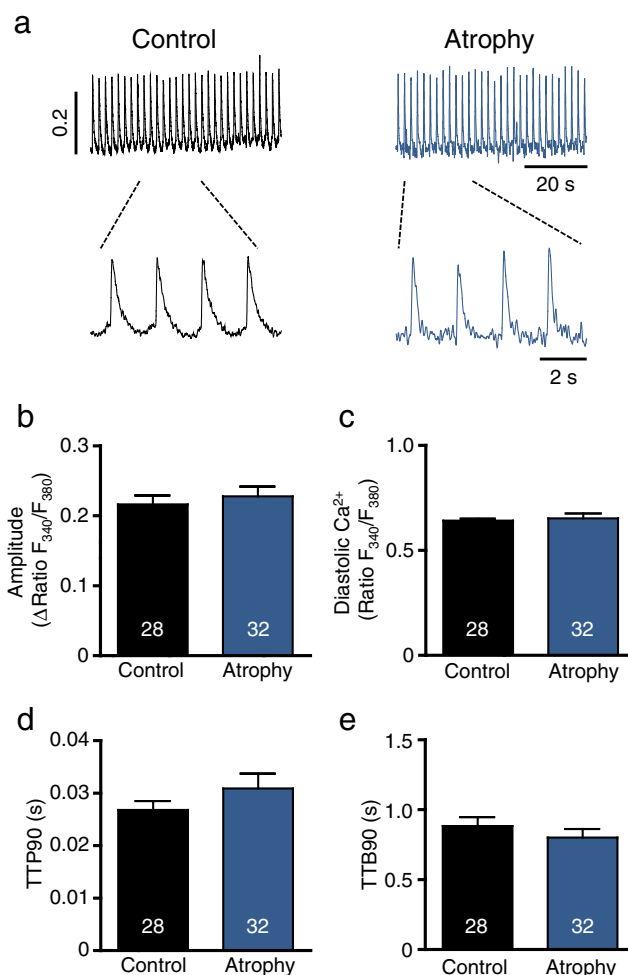 a
Control
Atrophy
0.2
20 s
2 s
b
Amplitude
(ΔRatio F340/F380)
0.3
0.2
0.1
0
28
32
Control
Atrophy
c
Diastolic Ca2+
(Ratio F340/F380)
1.0
0.5
0
28
32
Control
Atrophy
d
TTP90 (s)
0.04
0.03
0.02
0.01
0
28
32
Control
Atrophy
e
TTB90 (s)
1.5
1.0
0.5
0
28
32
Control
Atrophy